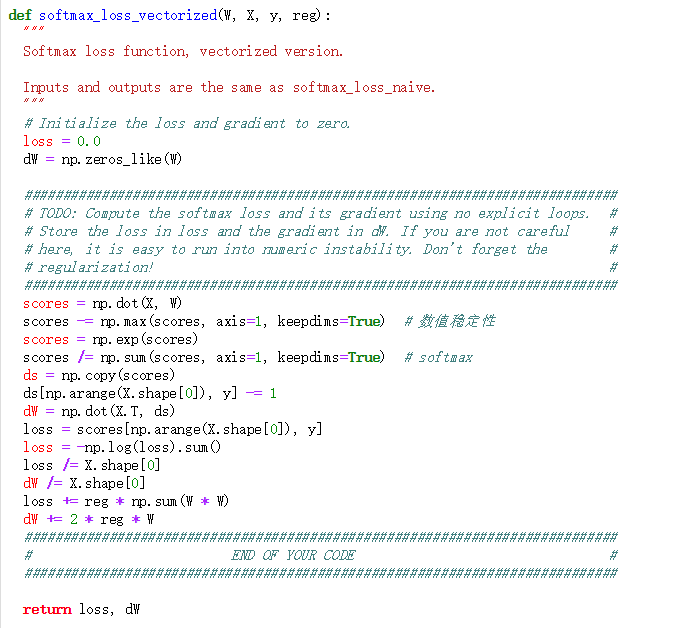 def softmax_loss_vectorized(W, X, y, reg):
"""
Softmax loss function, vectorized version.
Inputs and outputs are the same as softmax_loss_naive.
"""
# Initialize the loss and gradient to zero.
loss = 0.0
dW = np.zeros_like(W)
#############################################################################
# TODO: Compute the softmax loss and its gradient using no explicit loops.  #
# Store the loss in loss and the gradient in dW. If you are not careful     #
# here, it is easy to run into numeric instability. Don't forget the        #
# regularization!                                                           #
#############################################################################
scores = np.dot(X, W)
scores -= np.max(scores, axis=1, keepdims=True)  # 数值稳定性
scores = np.exp(scores)
scores /= np.sum(scores, axis=1, keepdims=True)  # softmax
ds = np.copy(scores)
ds[np.arange(X.shape[0]), y] -= 1
dW = np.dot(X.T, ds)
loss = scores[np.arange(X.shape[0]), y]
loss = -np.log(loss).sum()
loss /= X.shape[0]
dW /= X.shape[0]
loss += reg * np.sum(W * W)
dW += 2 * reg * W
#############################################################################
#                          END OF YOUR CODE                                 #
#############################################################################
return loss, dW